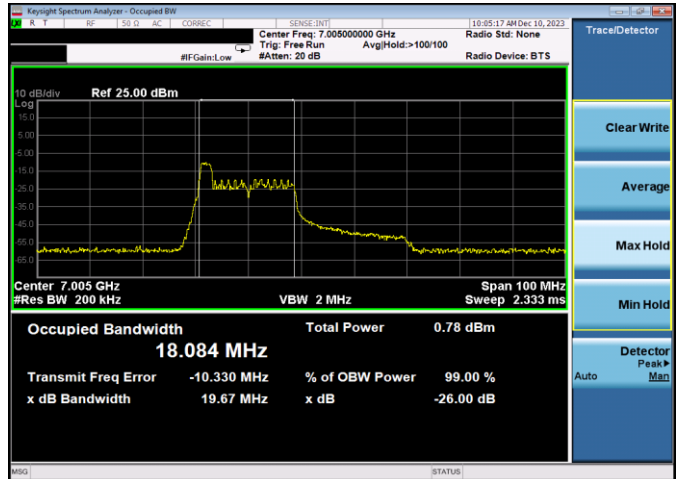 Keysight Spectrum Analyzer - Occupied BW
LXI R T RF 50 Ω AC CORREC SENSE:INT 10:05:17 AM Dec 10, 2023
Center Freq: 7.005000000 GHz Radio Std: None
Trig: Free Run Avg|Hold:>100/100
#IFGain:Low #Atten: 20 dB Radio Device: BTS
Trace/Detector
10 dB/div Ref 25.00 dBm
Log
15.0
5.00
-5.00
-15.0
-25.0
-35.0
-45.0
-55.0
-65.0
Center 7.005 GHz Span 100 MHz
#Res BW 200 kHz VBW 2 MHz Sweep 2.333 ms
Occupied Bandwidth Total Power 0.78 dBm
18.084 MHz
Transmit Freq Error -10.330 MHz % of OBW Power 99.00 %
x dB Bandwidth 19.67 MHz x dB -26.00 dB
Clear Write
Average
Max Hold
Min Hold
Detector
Peak▶
Auto Man
MSG STATUS